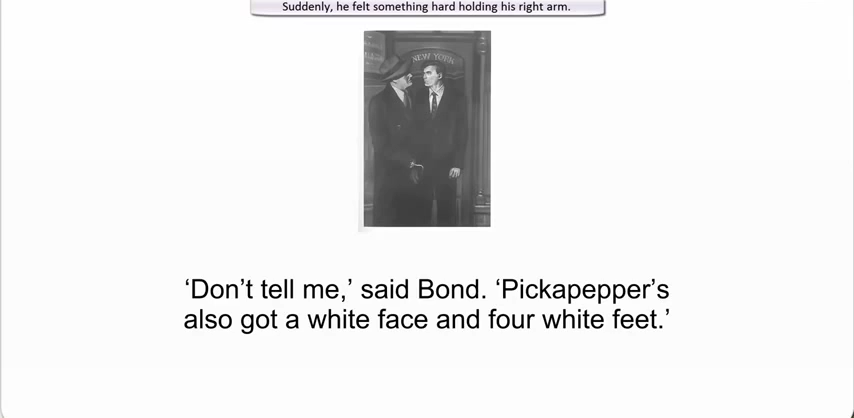 Suddenly, he felt something hard holding his right arm.
NEW YORK
‘Don’t tell me,’ said Bond. ‘Pickapepper’s
also got a white face and four white feet.’